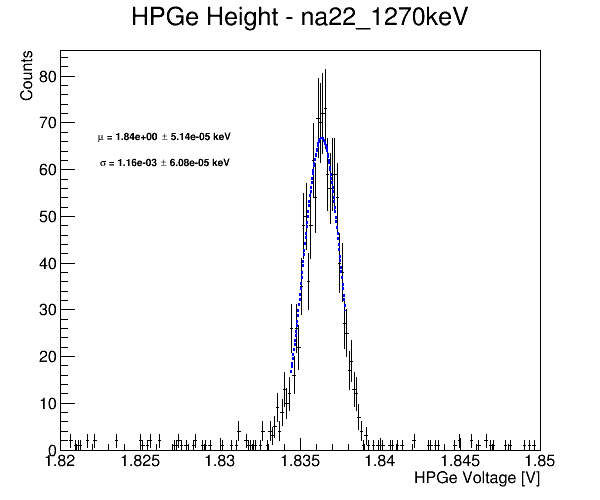 HPGe Height - na22_1270keV
Counts
80
70
μ = 1.84e+00 ± 5.14e-05 keV
σ = 1.16e-03 ± 6.08e-05 keV
60
50
40
30
20
10
0
1.82 1.825 1.83 1.835 1.84 1.845 1.85
HPGe Voltage [V]